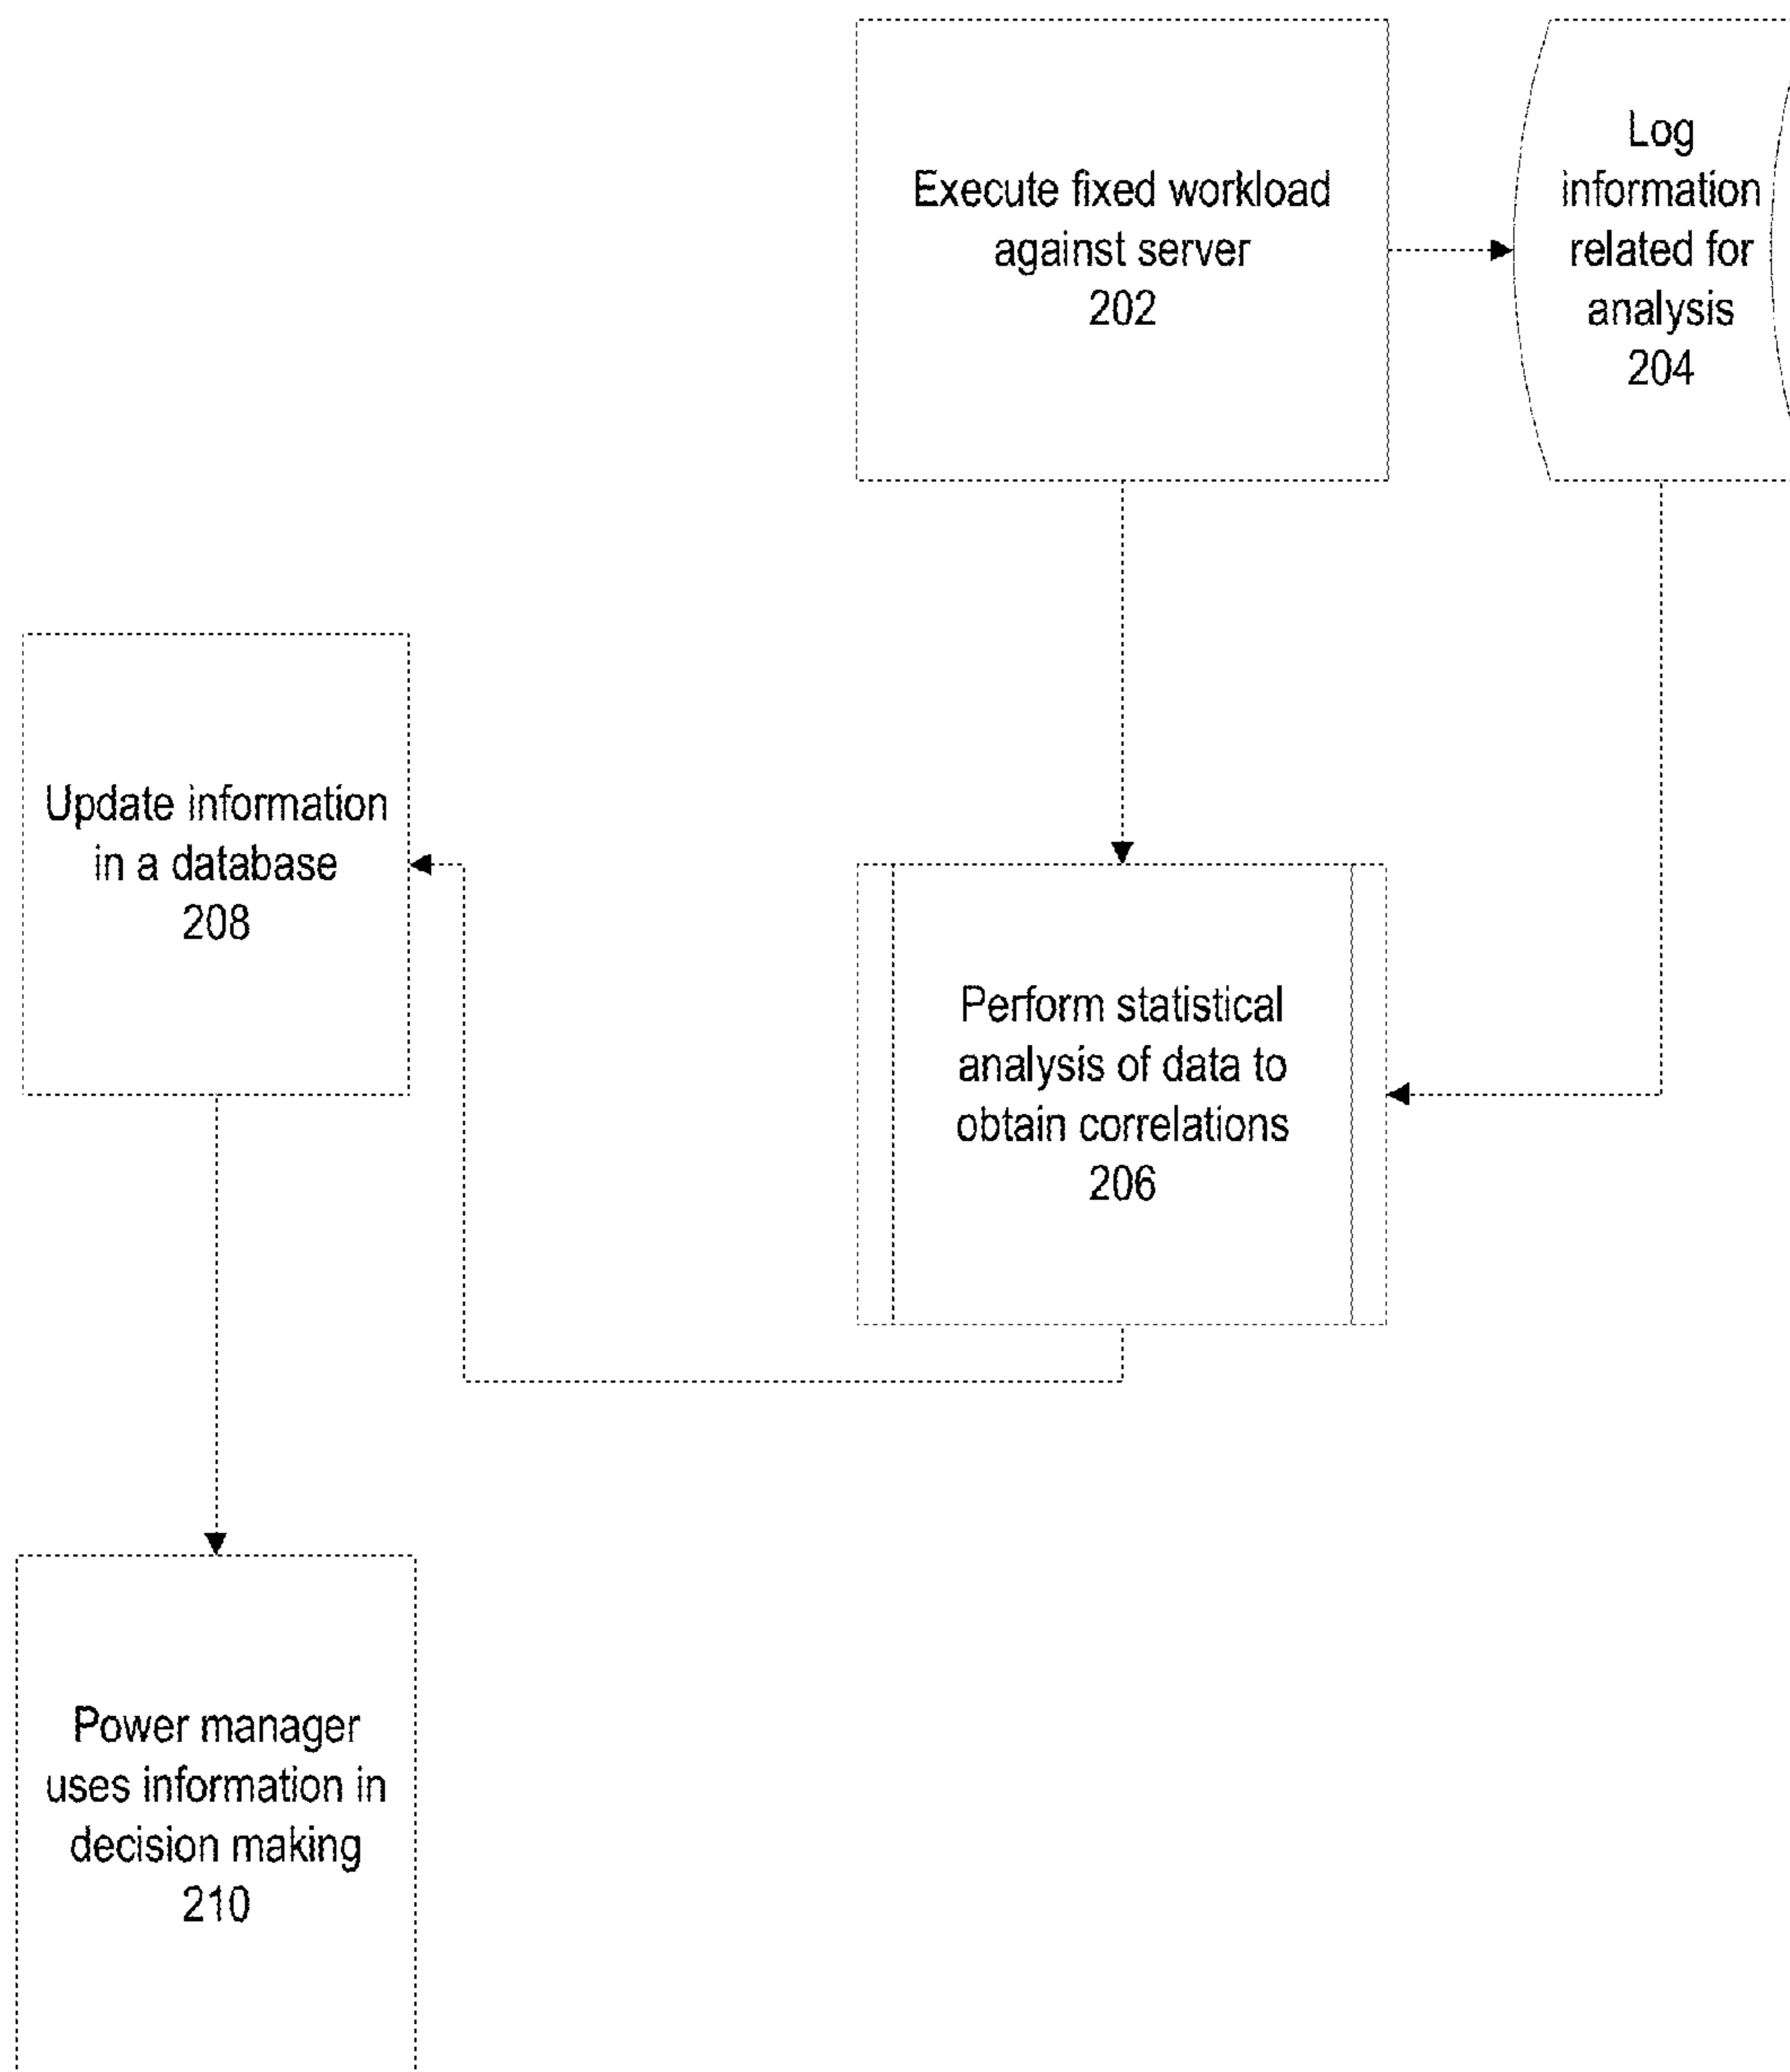 Execute fixed workload
against server
202
Log
information
related for
analysis
204
Update information
in a database
208
Perform statistical
analysis of data to
obtain correlations
206
Power manager
uses information in
decision making
210